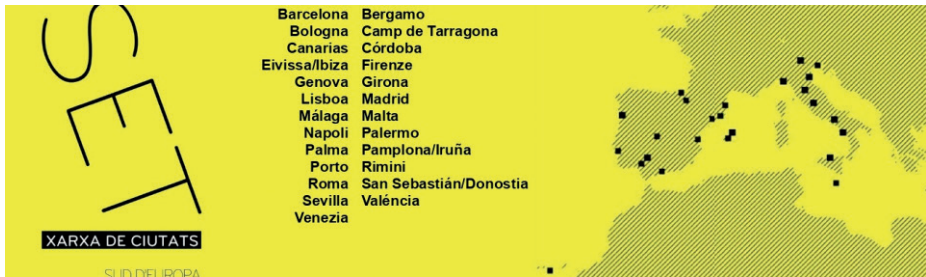 SET
XARXA DE CIUTATS
SUD D'EUROPA
Barcelona Bergamo
Bologna Camp de Tarragona
Canarias Córdoba
Eivissa/Ibiza Firenze
Genova Girona
Lisboa Madrid
Málaga Malta
Napoli Palermo
Palma Pamplona/Iruña
Porto Rimini
Roma San Sebastián/Donostia
Sevilla Valéncia
Venezia